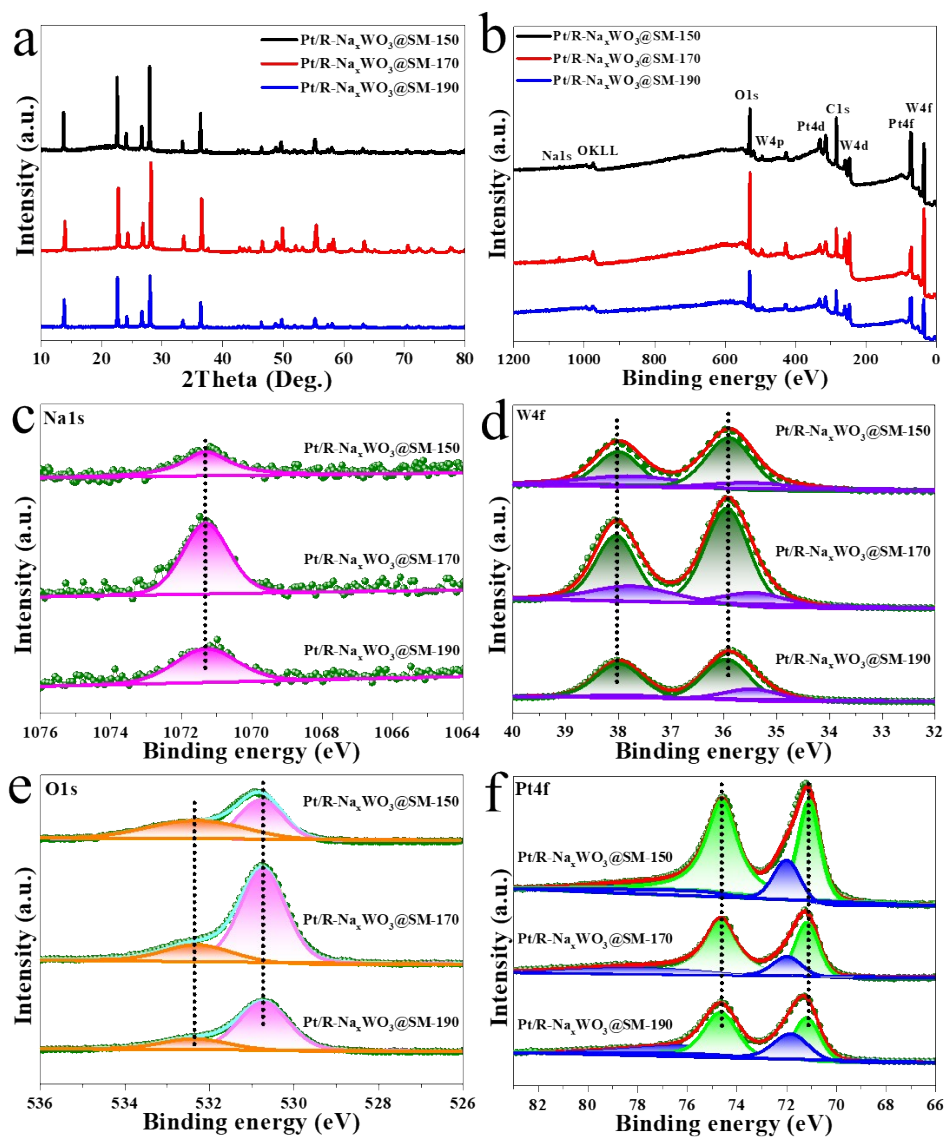 a
Pt/R-NaₓWO₃@SM-150
Pt/R-NaₓWO₃@SM-170
Pt/R-NaₓWO₃@SM-190
Intensity (a.u.)
10 20 30 40 50 60 70 80
2Theta (Deg.)
b
Pt/R-NaₓWO₃@SM-150
Pt/R-NaₓWO₃@SM-170
Pt/R-NaₓWO₃@SM-190
O1s
C1s
W4f
Pt4d
Pt4f
W4p
W4d
OKLL
Na1s
Intensity (a.u.)
1200 1000 800 600 400 200 0
Binding energy (eV)
c
Na1s
Pt/R-NaₓWO₃@SM-150
Pt/R-NaₓWO₃@SM-170
Pt/R-NaₓWO₃@SM-190
Intensity (a.u.)
1076 1074 1072 1070 1068 1066 1064
Binding energy (eV)
d
W4f
Pt/R-NaₓWO₃@SM-150
Pt/R-NaₓWO₃@SM-170
Pt/R-NaₓWO₃@SM-190
Intensity (a.u.)
40 39 38 37 36 35 34 33 32
Binding energy (eV)
e
O1s
Pt/R-NaₓWO₃@SM-150
Pt/R-NaₓWO₃@SM-170
Pt/R-NaₓWO₃@SM-190
Intensity (a.u.)
536 534 532 530 528 526
Binding energy (eV)
f
Pt4f
Pt/R-NaₓWO₃@SM-150
Pt/R-NaₓWO₃@SM-170
Pt/R-NaₓWO₃@SM-190
Intensity (a.u.)
82 80 78 76 74 72 70 68 66
Binding energy (eV)